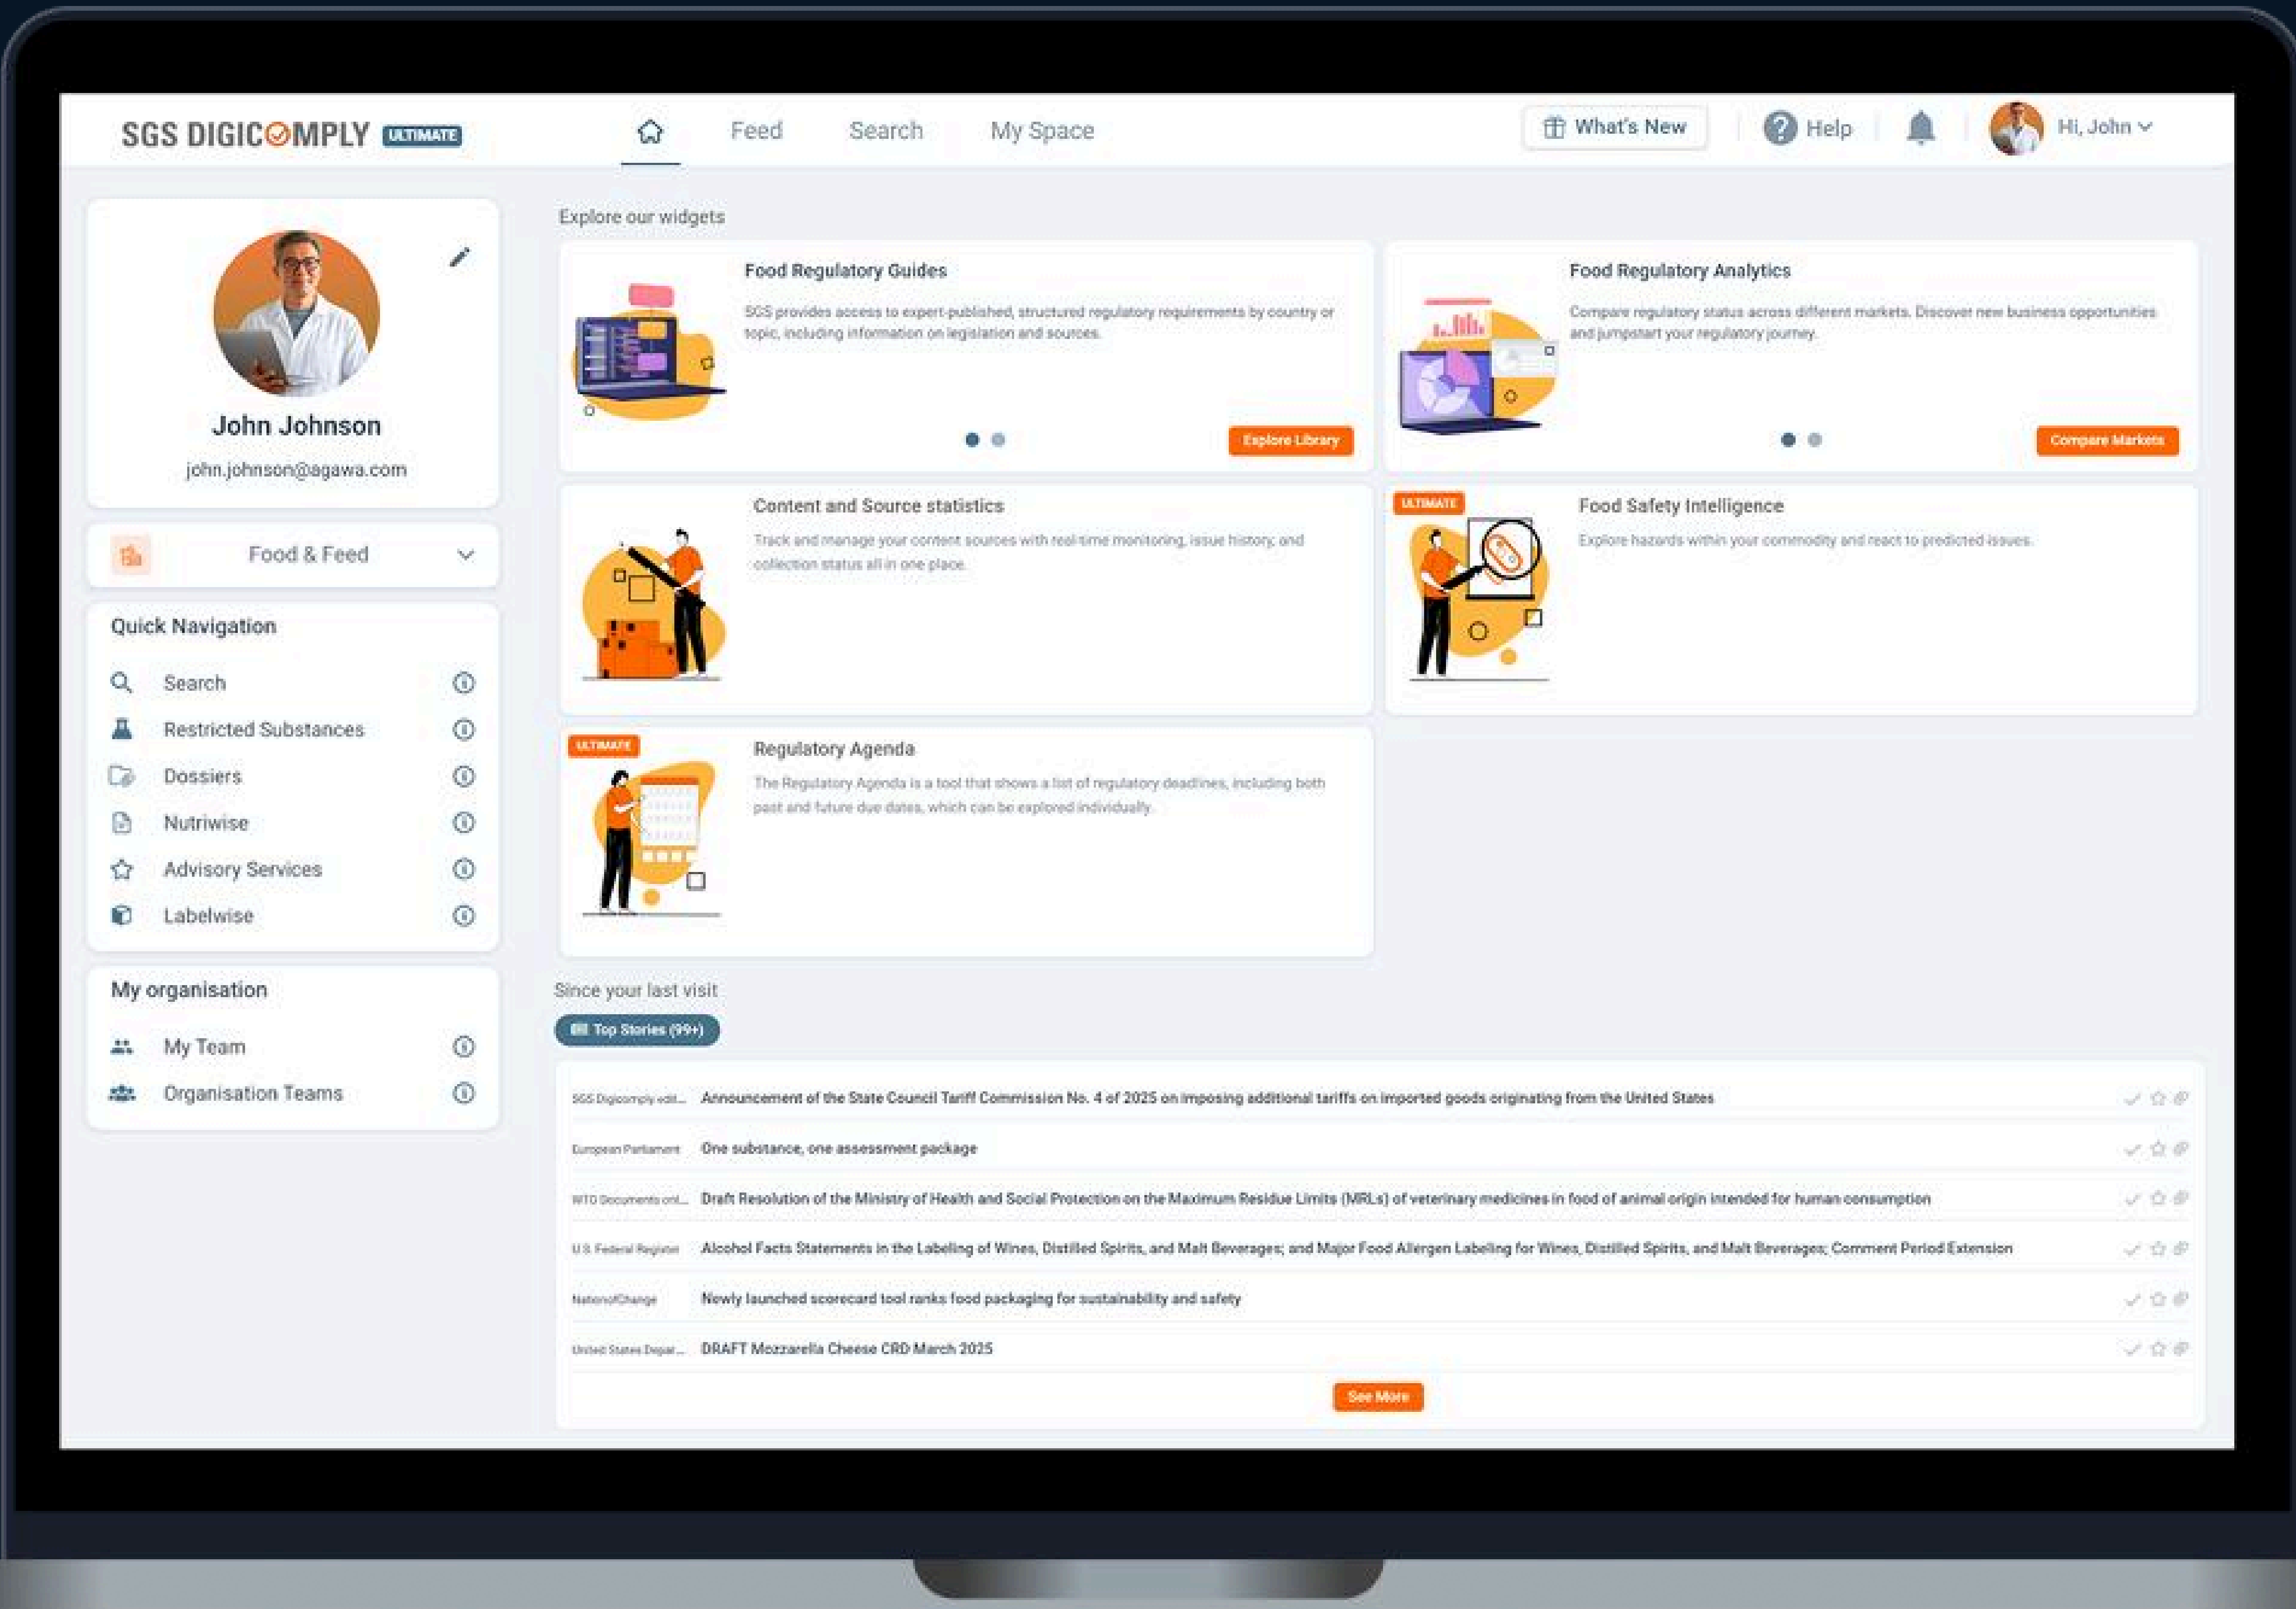 SGS DIGICOMPLY ULTIMATE
Feed
Search
My Space
What's New
Help
Hi, John
John Johnson
john.johnson@agawa.com
Food & Feed
Quick Navigation
Search
Restricted Substances
Dossiers
Nutriwise
Advisory Services
Labelwise
My organisation
My Team
Organisation Teams
Explore our widgets
Food Regulatory Guides
SGS provides access to expert-published, structured regulatory requirements by country or
topic, including information on legislation and sources.
Explore Library
Food Regulatory Analytics
Compare regulatory status across different markets. Discover new business opportunities
and jumpstart your regulatory journey.
Compare Markets
Content and Source statistics
Track and manage your content sources with real-time monitoring, issue history, and
collection status all in one place.
ULTIMATE
Food Safety Intelligence
Explore hazards within your commodity and react to predicted issues.
ULTIMATE
Regulatory Agenda
The Regulatory Agenda is a tool that shows a list of regulatory deadlines, including both
past and future due dates, which can be explored individually.
Since your last visit
Top Stories (99+)
SGS Digicomply edit... Announcement of the State Council Tariff Commission No. 4 of 2025 on imposing additional tariffs on imported goods originating from the United States
European Parliament One substance, one assessment package
WTO Documents onl... Draft Resolution of the Ministry of Health and Social Protection on the Maximum Residue Limits (MRLs) of veterinary medicines in food of animal origin intended for human consumption
U.S. Federal Register Alcohol Facts Statements in the Labeling of Wines, Distilled Spirits, and Malt Beverages; and Major Food Allergen Labeling for Wines, Distilled Spirits, and Malt Beverages; Comment Period Extension
NationofChange Newly launched scorecard tool ranks food packaging for sustainability and safety
United States Depar... DRAFT Mozzarella Cheese CRD March 2025
See More